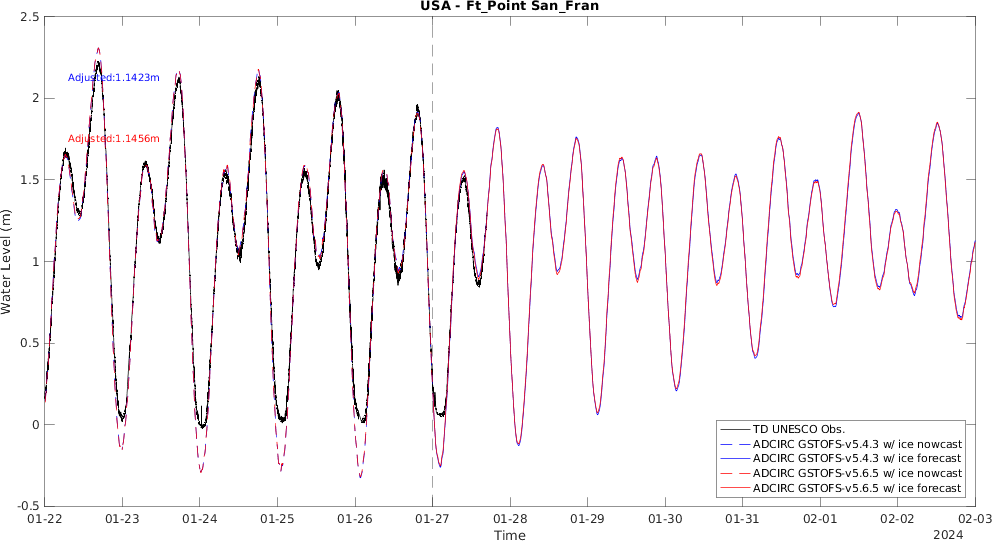 USA - Ft_Point San_Fran
2.5
2
1.5
1
0.5
0
-0.5
Water Level (m)
Adjusted:1.1423m
Adjusted:1.1456m
TD UNESCO Obs.
ADCIRC GSTOFS-v5.4.3 w/ ice nowcast
ADCIRC GSTOFS-v5.4.3 w/ ice forecast
ADCIRC GSTOFS-v5.6.5 w/ ice nowcast
ADCIRC GSTOFS-v5.6.5 w/ ice forecast
01-22 01-23 01-24 01-25 01-26 01-27 01-28 01-29 01-30 01-31 02-01 02-02 02-03
Time
2024